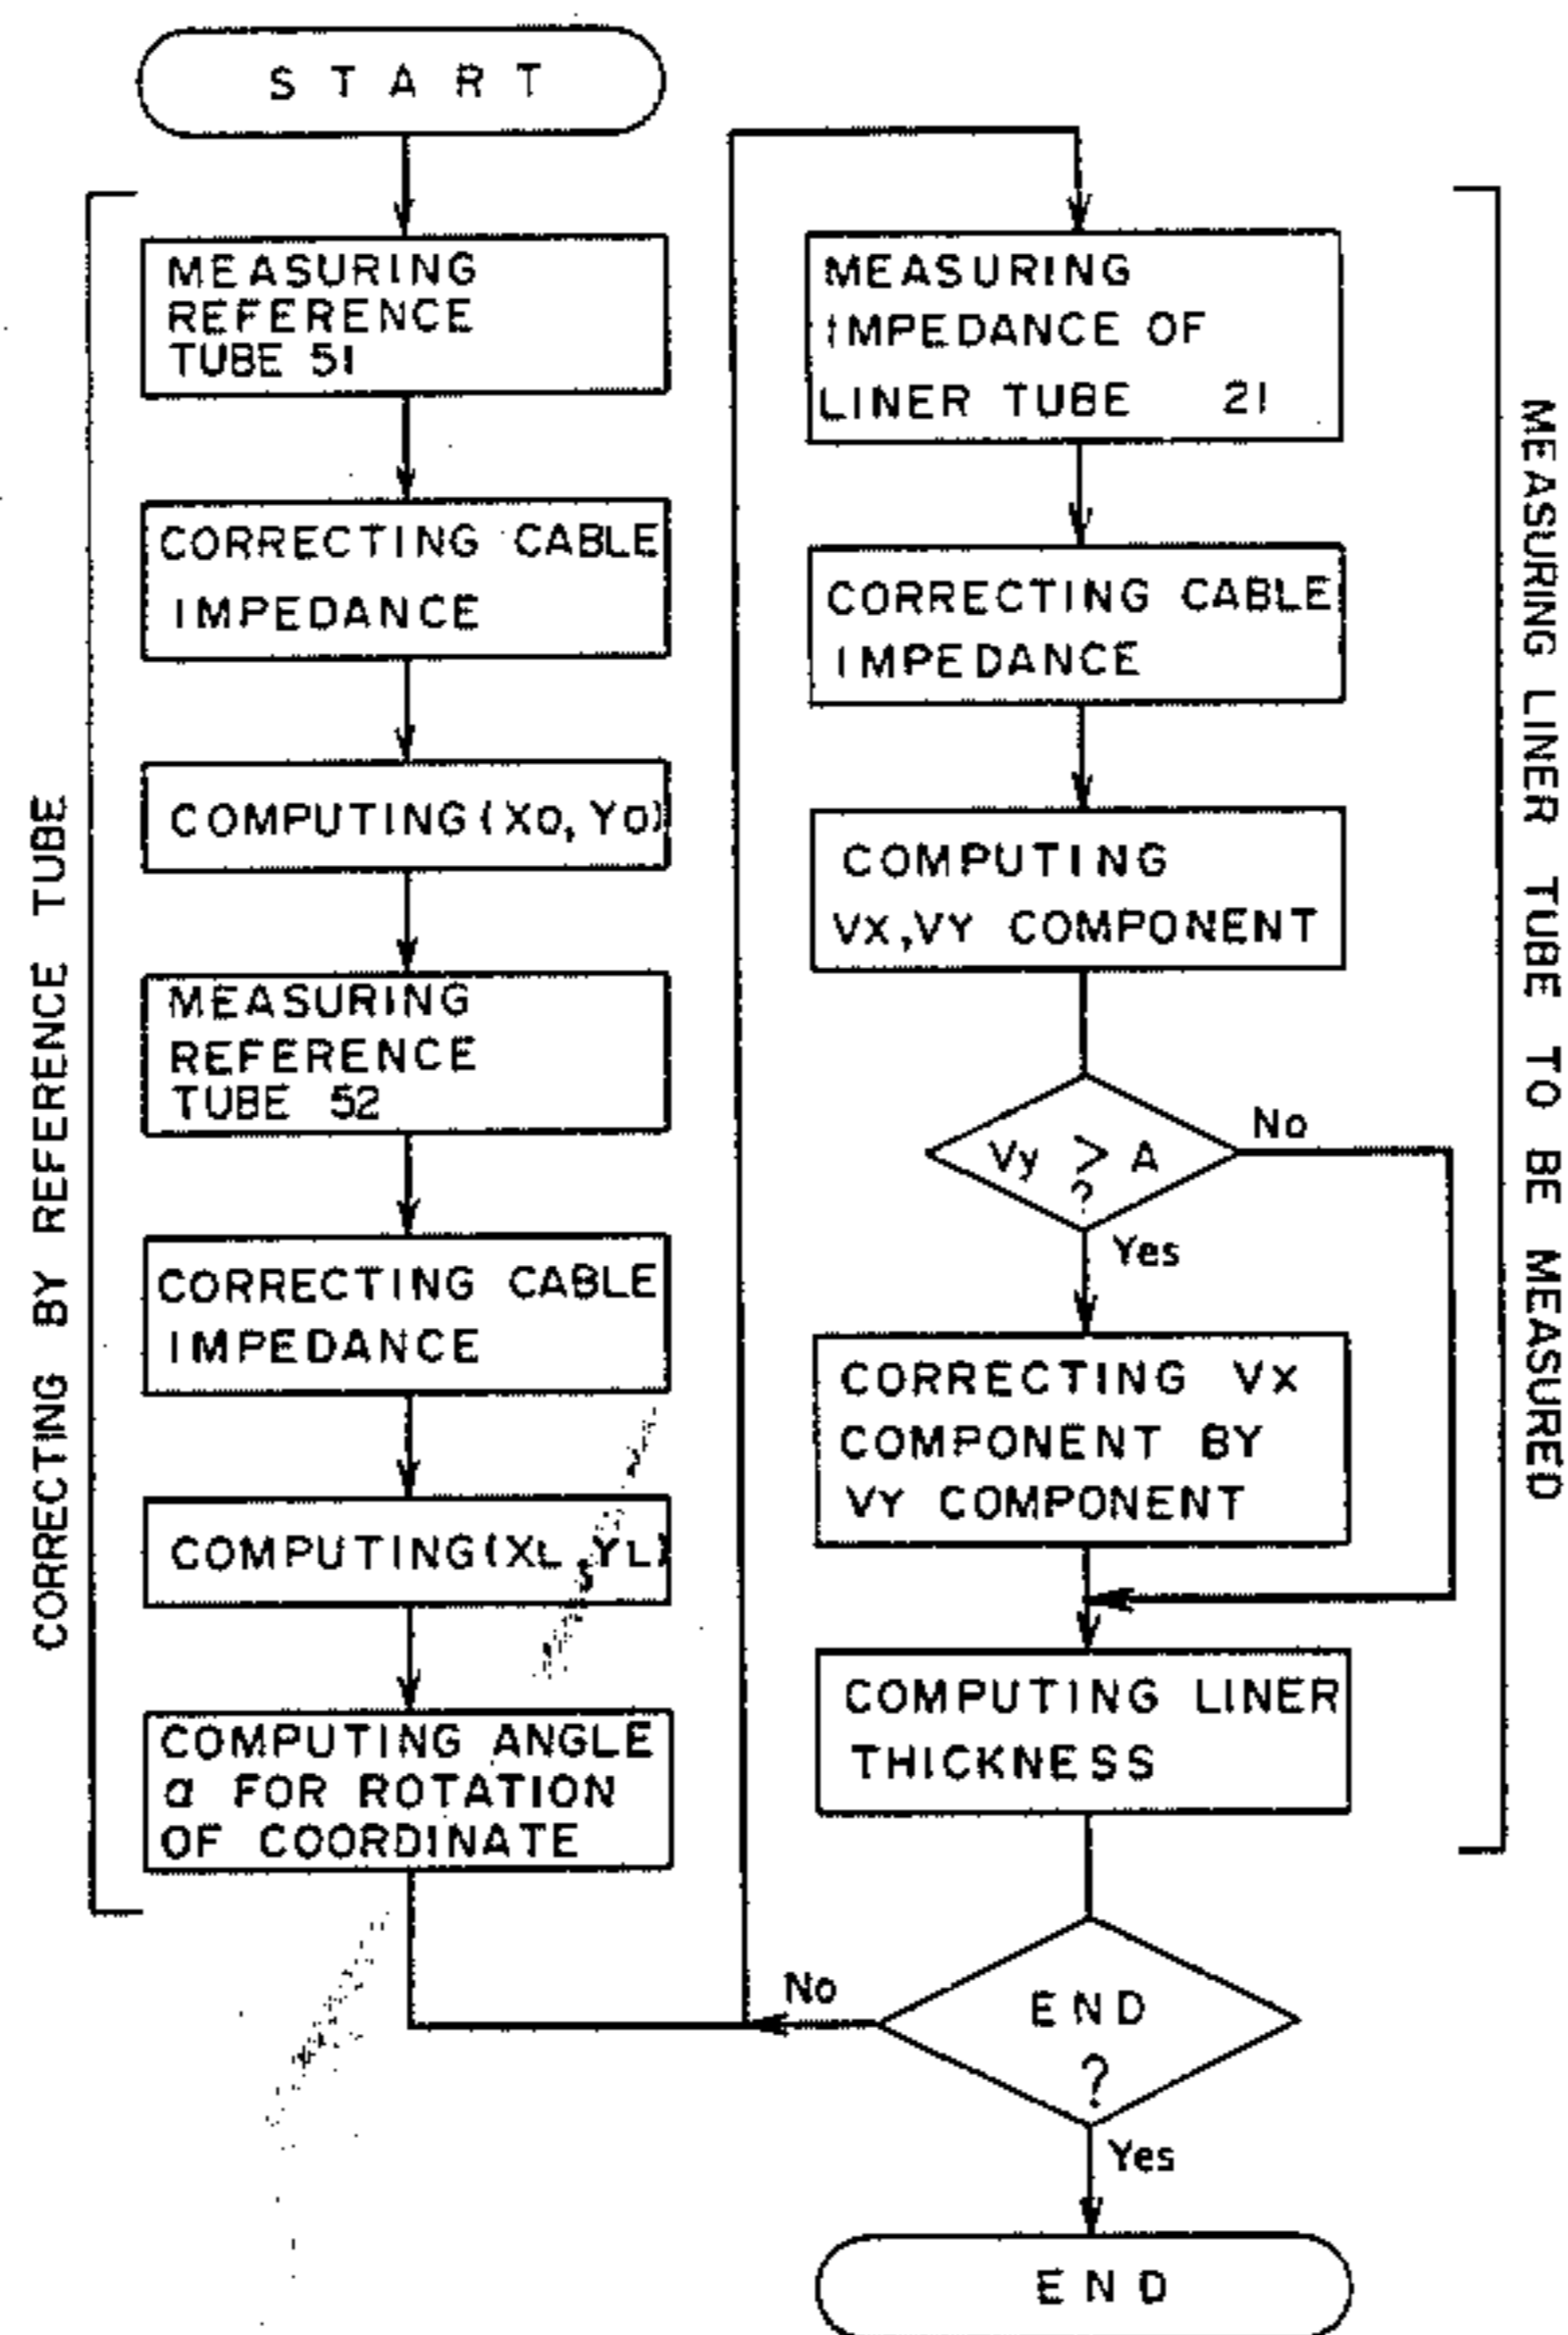 START
MEASURING
REFERENCE
TUBE 51
CORRECTING CABLE
IMPEDANCE
COMPUTING (X0, Y0)
MEASURING
REFERENCE
TUBE 52
CORRECTING CABLE
IMPEDANCE
COMPUTING (XL, YL)
COMPUTING ANGLE
α FOR ROTATION
OF COORDINATE
CORRECTING BY REFERENCE TUBE
MEASURING
IMPEDANCE OF
LINER TUBE 21
CORRECTING CABLE
IMPEDANCE
COMPUTING
VX, VY COMPONENT
Vy > A
?
No
Yes
CORRECTING VX
COMPONENT BY
VY COMPONENT
COMPUTING LINER
THICKNESS
END
?
No
Yes
END
MEASURING LINER TUBE TO BE MEASURED